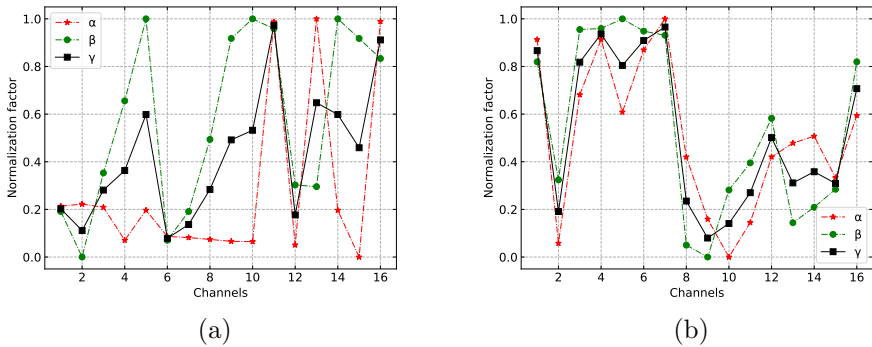 α
β
γ
Normalization factor
1.0
0.8
0.6
0.4
0.2
0.0
2 4 6 8 10 12 14 16
Channels
(a)
α
β
γ
Normalization factor
1.0
0.8
0.6
0.4
0.2
0.0
2 4 6 8 10 12 14 16
Channels
(b)